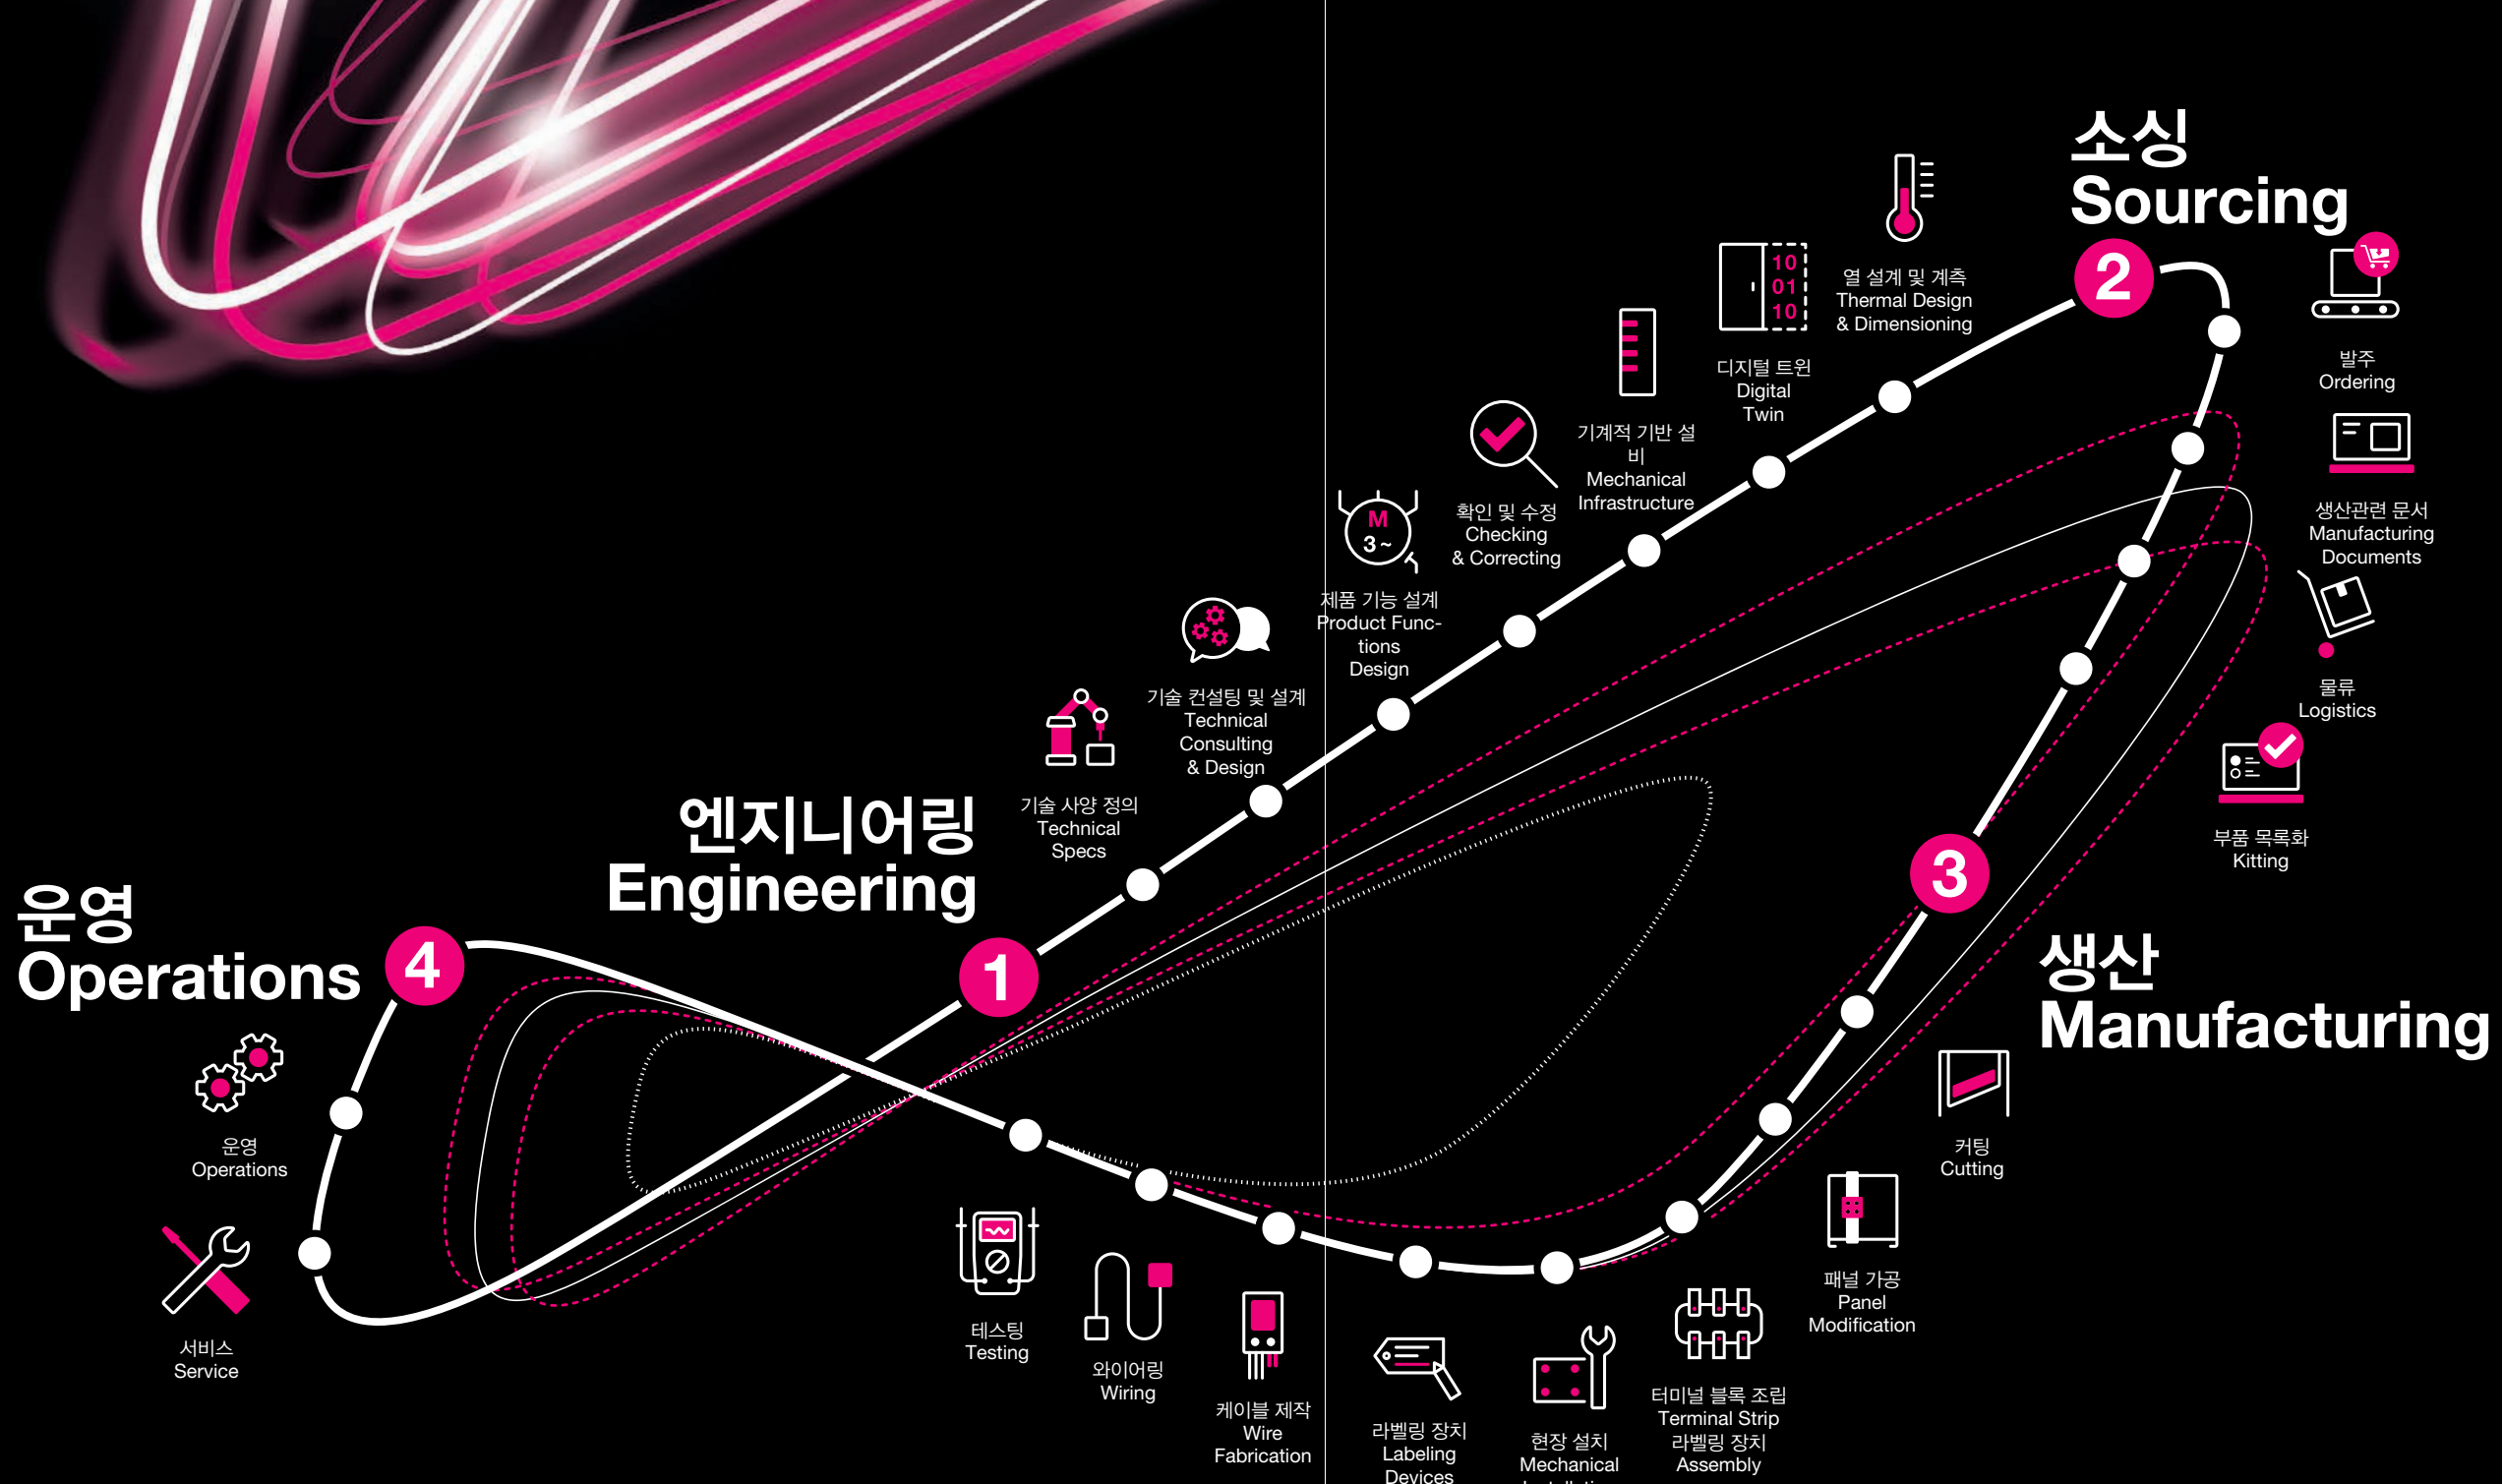 소싱
Sourcing
2
발주
Ordering
생산관련 문서
Manufacturing
Documents
물류
Logistics
부품 목록화
Kitting
10
01
10
열 설계 및 계측
Thermal Design
& Dimensioning
디지털 트윈
Digital
Twin
기계적 기반 설
비
Mechanical
Infrastructure
확인 및 수정
Checking
& Correcting
M
3~
제품 기능 설계
Product Func-
tions
Design
기술 컨설팅 및 설계
Technical
Consulting
& Design
기술 사양 정의
Technical
Specs
엔지니어링
Engineering
1
운영
Operations
4
운영
Operations
서비스
Service
3
생산
Manufacturing
커팅
Cutting
패널 가공
Panel
Modification
터미널 블록 조립
Terminal Strip
라벨링 장치
Assembly
현장 설치
Mechanical
라벨링 장치
Labeling
Devices
케이블 제작
Wire
Fabrication
와이어링
Wiring
테스팅
Testing